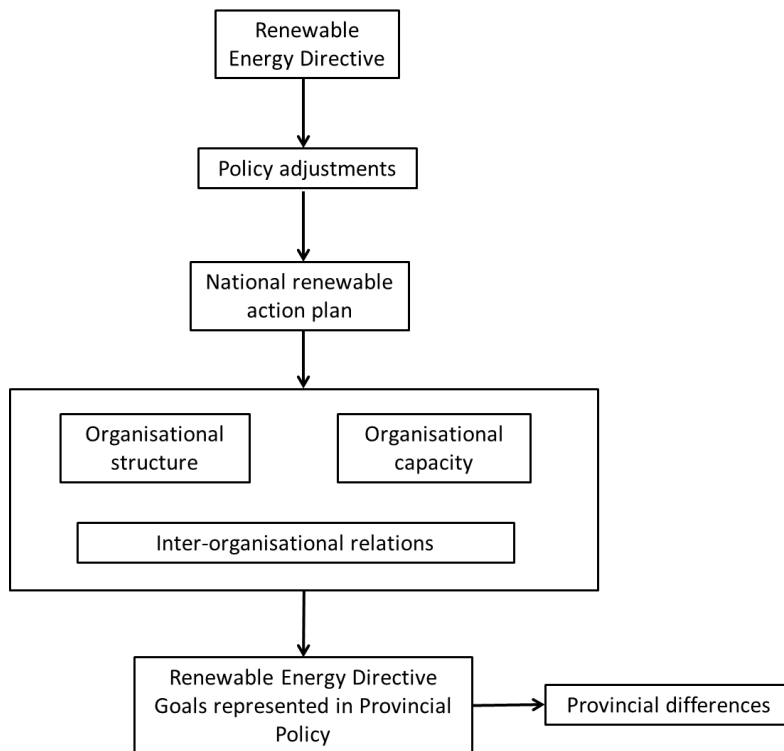 Renewable
Energy Directive
Policy adjustments
National renewable
action plan
Organisational
structure
Organisational
capacity
Inter-organisational relations
Renewable Energy Directive
Goals represented in Provincial
Policy
Provincial differences